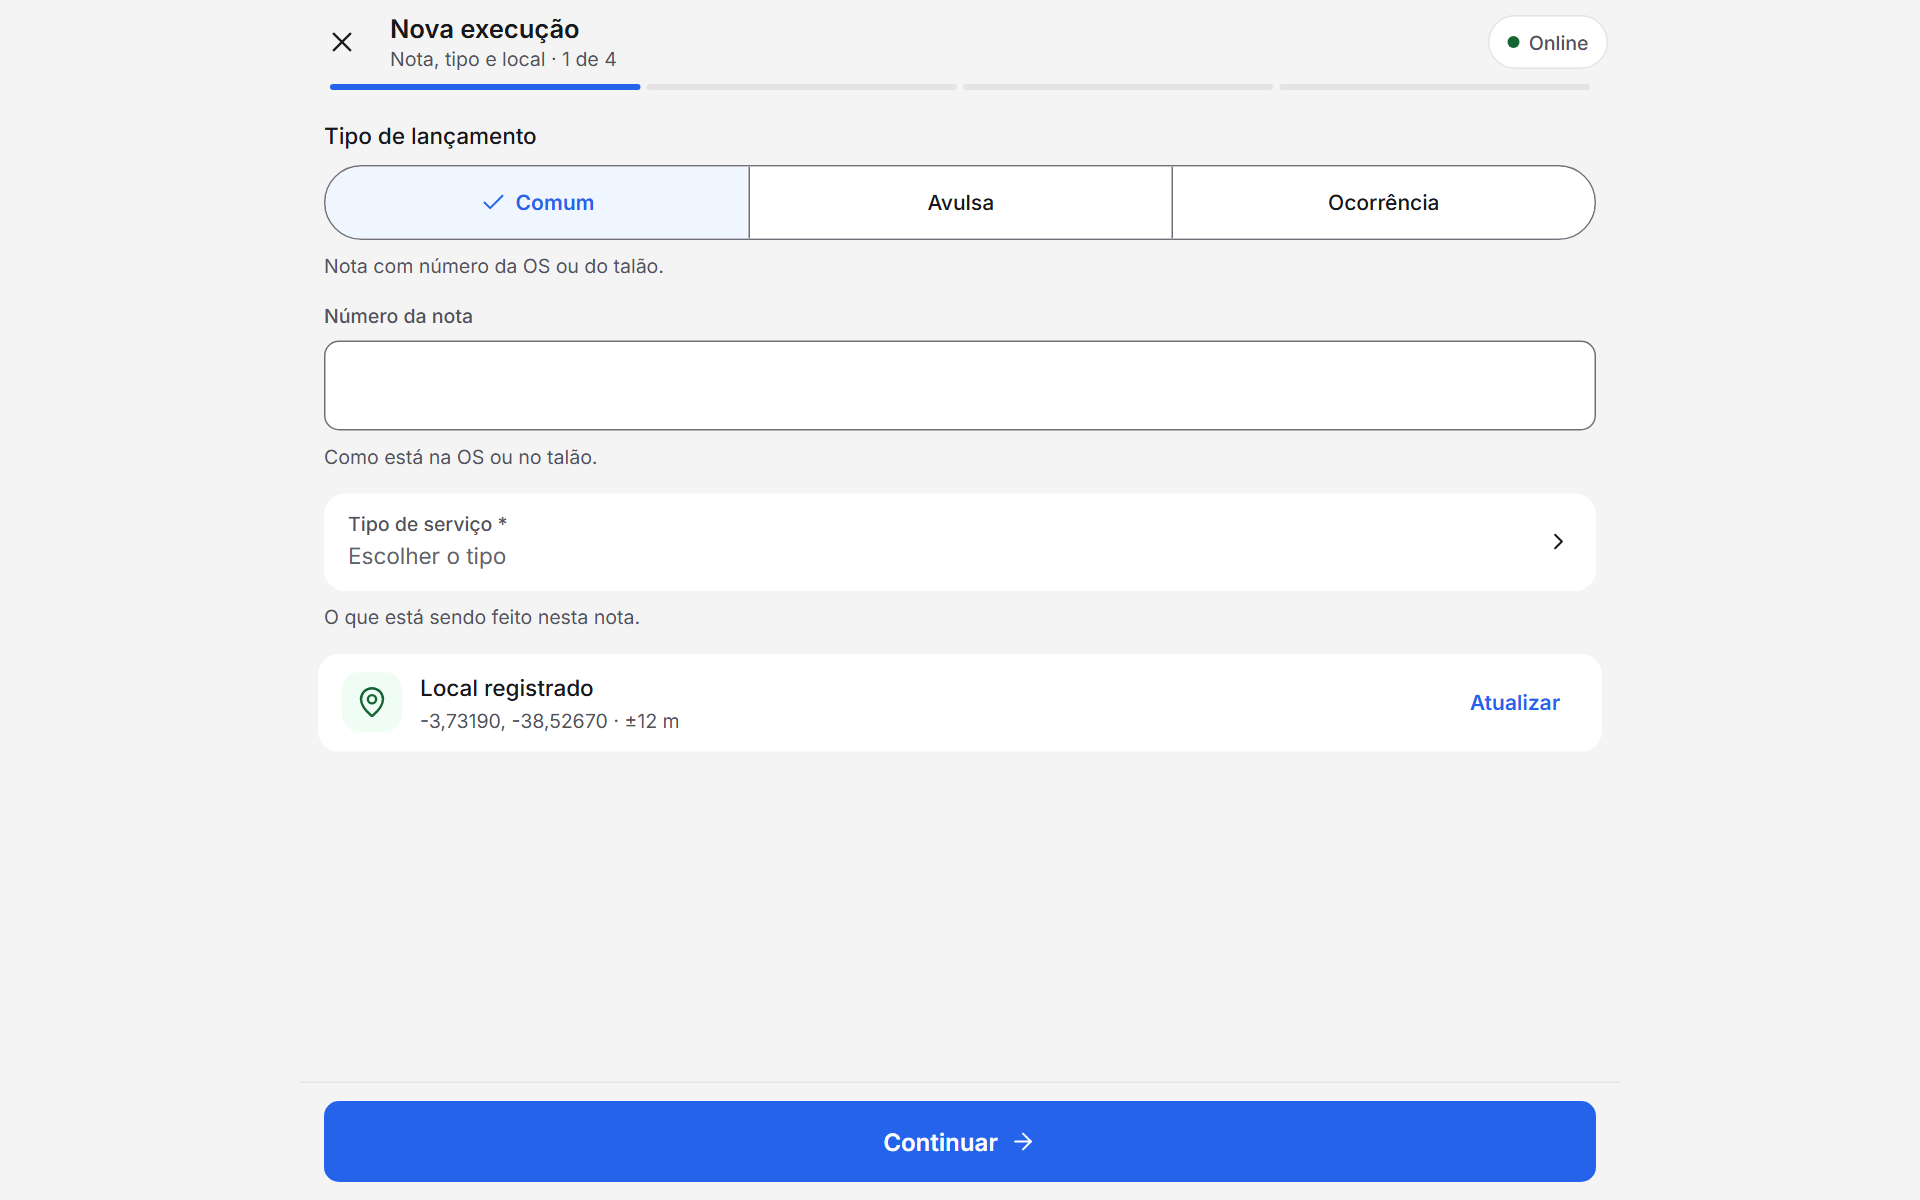 Nova execução
Nota, tipo e local · 1 de 4
Online
Tipo de lançamento
Comum
Avulsa
Ocorrência
Nota com número da OS ou do talão.
Número da nota
Como está na OS ou no talão.
Tipo de serviço *
Escolher o tipo
O que está sendo feito nesta nota.
Local registrado
-3,73190, -38,52670 · ±12 m
Atualizar
Continuar